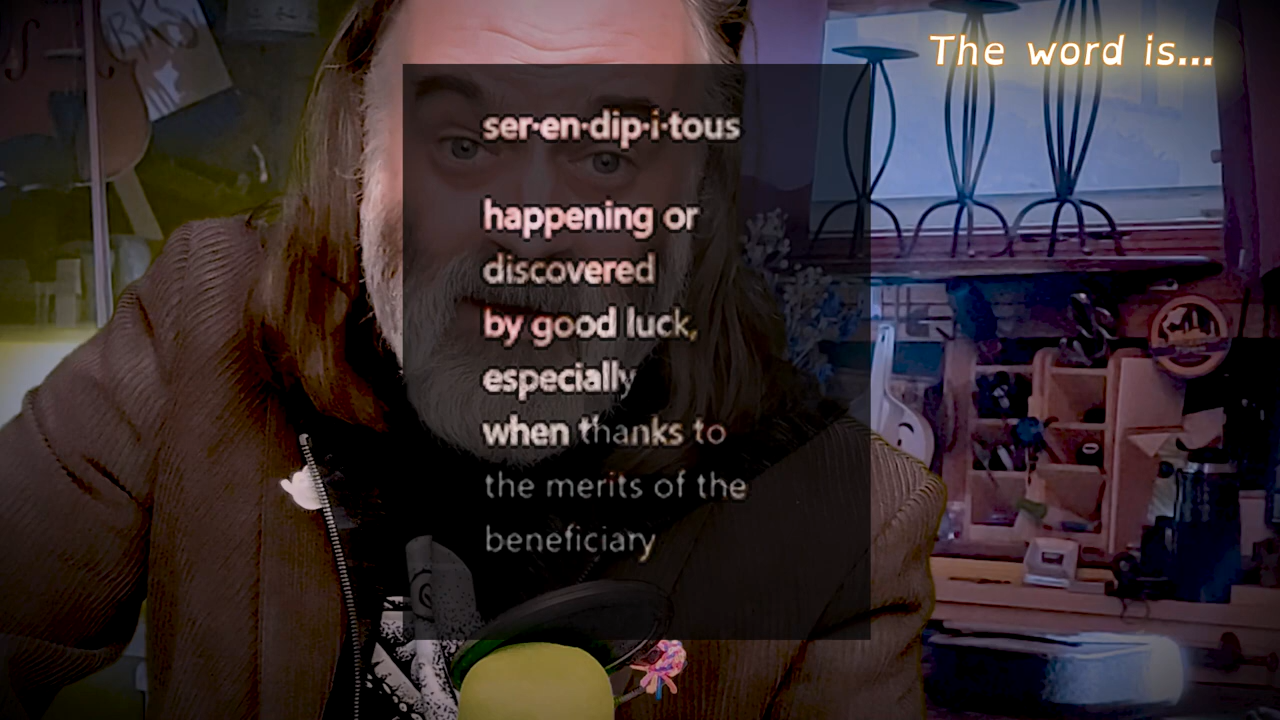 The word is...
ser·en·dip·i·tous
happening or
discovered
by good luck,
especially
when thanks to
the merits of the
beneficiary